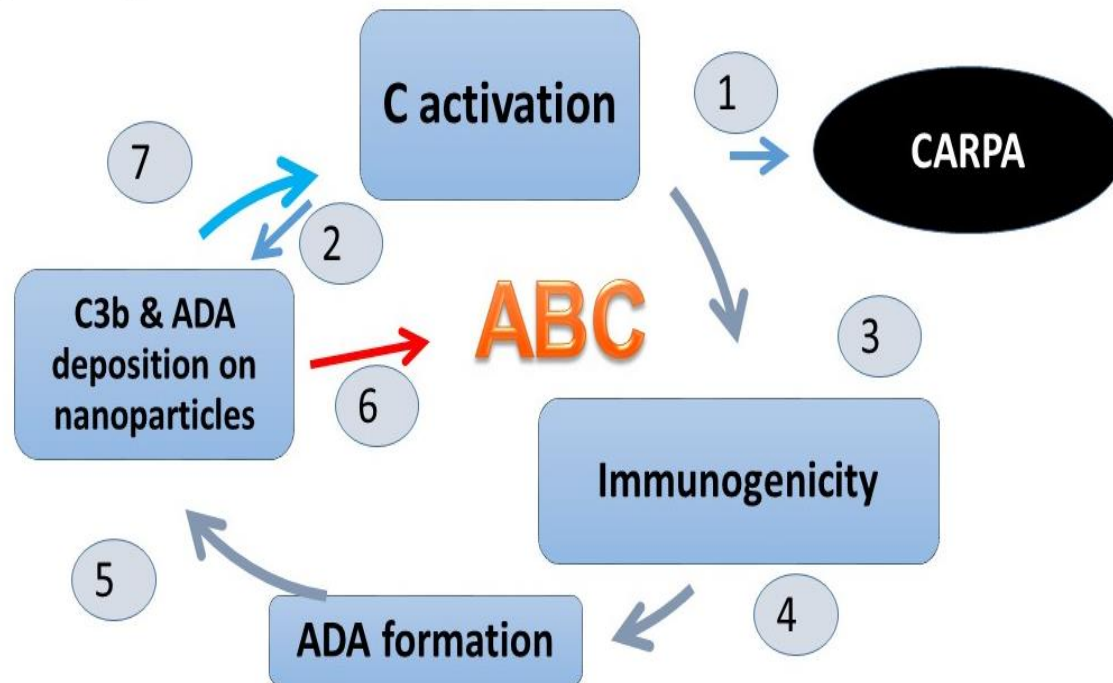 C activation
1
CARPA
7
2
C3b & ADA
deposition on
nanoparticles
ABC
3
6
Immunogenicity
5
ADA formation
4